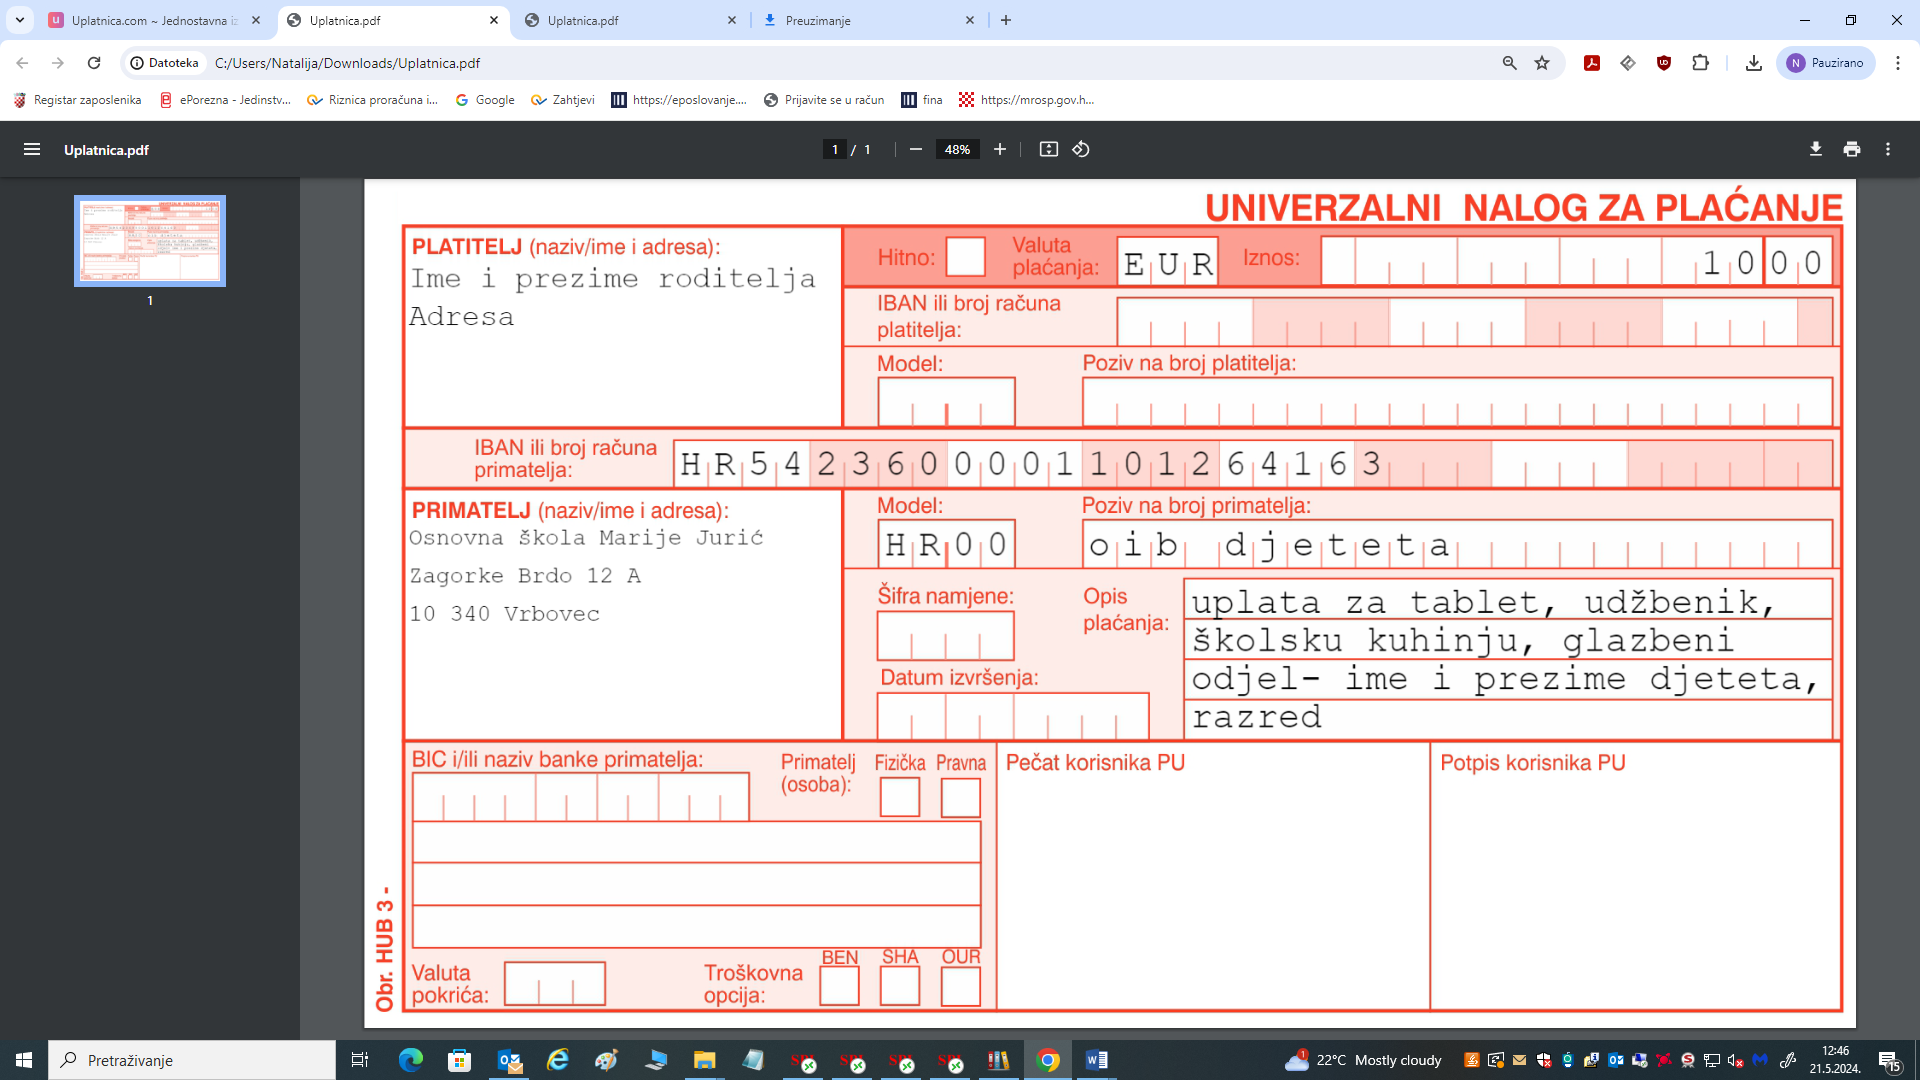 Uplatnica.com ~ Jednostavna iz
Uplatnica.pdf
Uplatnica.pdf
Preuzimanje
Datoteka
C:/Users/Natalija/Downloads/Uplatnica.pdf
N
Pauzirano
Registar zaposlenika
ePorezna - Jedinstv...
Riznica proračuna i...
Google
Zahtjevi
https://eposlovanje....
Prijavite se u račun
fina
https://mrosp.gov.h...
Uplatnica.pdf
1 / 1
48%
1
UNIVERZALNI NALOG ZA PLAĆANJE
PLATITELJ (naziv/ime i adresa):
Ime i prezime roditelja
Adresa
Hitno:
Valuta plaćanja:
EUR
Iznos:
1000
IBAN ili broj računa platitelja:
Model:
Poziv na broj platitelja:
IBAN ili broj računa primatelja:
HR5423600001101264163
PRIMATELJ (naziv/ime i adresa):
Osnovna škola Marije Jurić
Zagorke Brdo 12 A
10 340 Vrbovec
Model:
HR00
Poziv na broj primatelja:
oib djeteta
Šifra namjene:
Datum izvršenja:
Opis plaćanja:
uplata za tablet, udžbenik,
školsku kuhinju, glazbeni
odjel- ime i prezime djeteta,
razred
BIC i/ili naziv banke primatelja:
Primatelj (osoba):
Fizička
Pravna
Pečat korisnika PU
Potpis korisnika PU
Valuta pokrića:
Troškovna opcija:
BEN
SHA
OUR
Obr. HUB 3 -
Pretraživanje
22°C Mostly cloudy
12:46
21.5.2024.
15